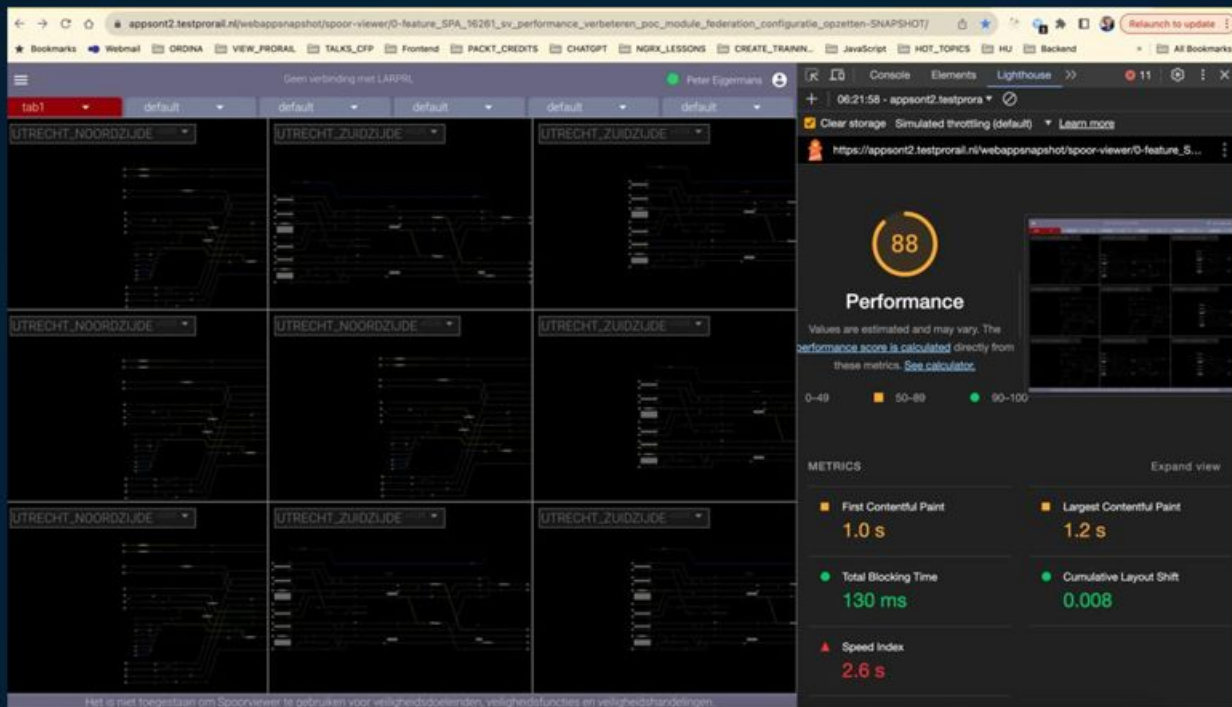 appsont2.testprorail.nl/webappsnapshot/spoor-viewer/0-feature_SPA_16261_sv_performance_verbeteren_poc_module_federation_configuratie_opzetten-SNAPSHOT/
Relaunch to update
Bookmarks Webmail ORDINA VIEW_PRORAIL TALKS_CFP Frontend PACKT_CREDITS CHATGPT NGRX_LESSONS CREATE_TRAININ... JavaScript HOT_TOPICS HU Backend » All Bookmarks
Geen verbinding met LARPRL Peter Eijgermans
tab1 default default default default default
UTRECHT_NOORDZIJDE UTRECHT_ZUIDZIJDE UTRECHT_ZUIDZIJDE
UTRECHT_NOORDZIJDE UTRECHT_NOORDZIJDE UTRECHT_ZUIDZIJDE
UTRECHT_NOORDZIJDE UTRECHT_ZUIDZIJDE UTRECHT_ZUIDZIJDE
Het is niet toegestaan om Spoorviewer te gebruiken voor veiligheidsdoeleinden, veiligheidsfuncties en veiligheidshandelingen.
Console Elements Lighthouse 11
06:21:58 - appsont2.testprora
Clear storage Simulated throttling (default) Learn more
https://appsont2.testprorail.nl/webappsnapshot/spoor-viewer/0-feature_S...
88
Performance
Values are estimated and may vary. The
performance score is calculated directly from
these metrics. See calculator.
0–49 50–89 90–100
METRICS Expand view
First Contentful Paint Largest Contentful Paint
1.0 s 1.2 s
Total Blocking Time Cumulative Layout Shift
130 ms 0.008
Speed Index
2.6 s